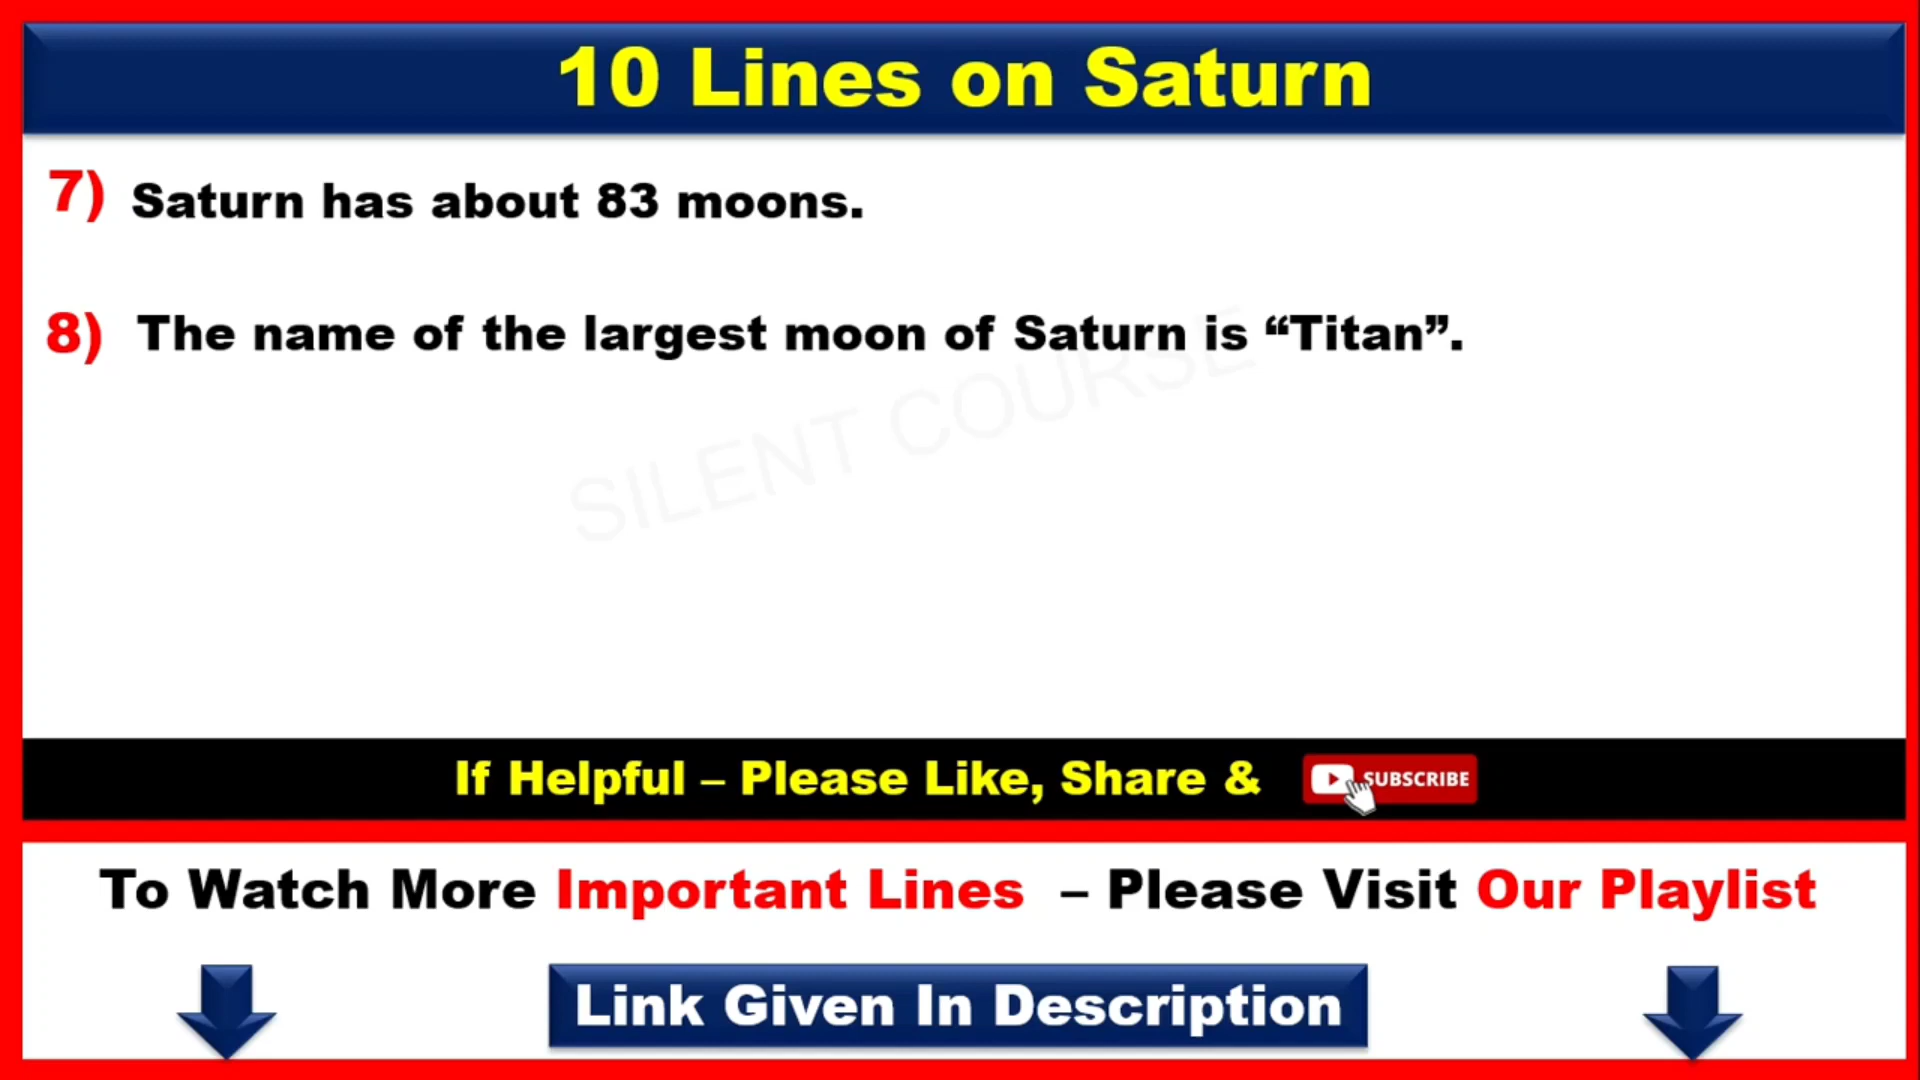 10 Lines on Saturn
7) Saturn has about 83 moons.
8) The name of the largest moon of Saturn is “Titan”.
SILENT COURSE
If Helpful – Please Like, Share & SUBSCRIBE
To Watch More Important Lines – Please Visit Our Playlist
Link Given In Description